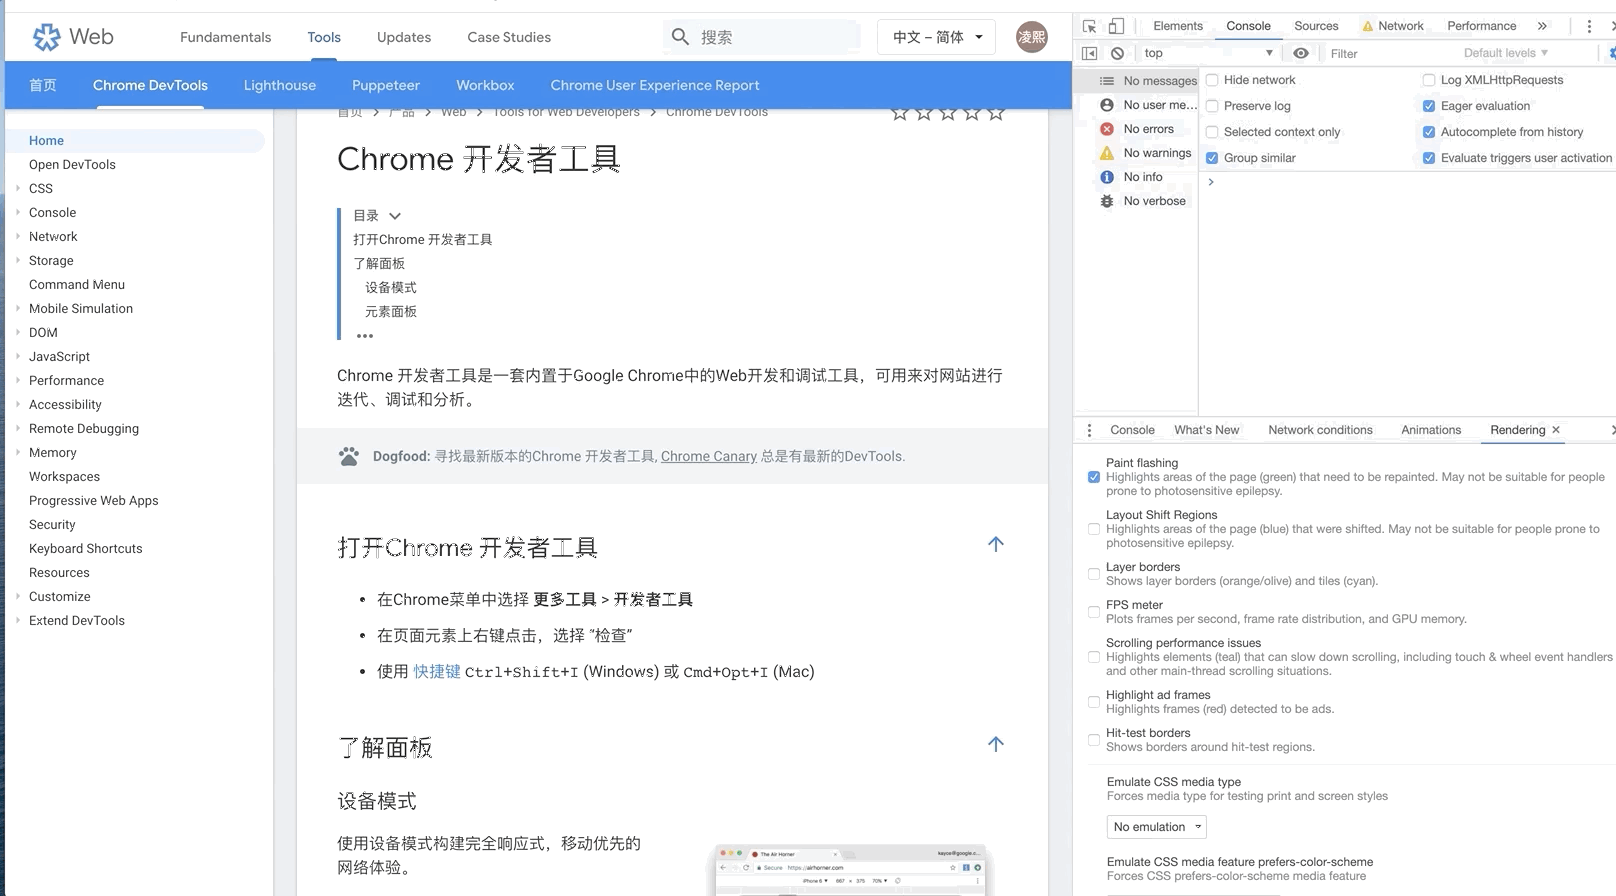 Web
Fundamentals
Tools
Updates
Case Studies
搜索
中文 – 简体
凌熙
首页
Chrome DevTools
Lighthouse
Puppeteer
Workbox
Chrome User Experience Report
Home
Open DevTools
CSS
Console
Network
Storage
Command Menu
Mobile Simulation
DOM
JavaScript
Performance
Accessibility
Remote Debugging
Memory
Workspaces
Progressive Web Apps
Security
Keyboard Shortcuts
Resources
Customize
Extend DevTools
首页 > 产品 > Web > Tools for Web Developers > Chrome DevTools
Chrome 开发者工具
目录
打开Chrome 开发者工具
了解面板
设备模式
元素面板
•••
Chrome 开发者工具是一套内置于Google Chrome中的Web开发和调试工具，可用来对网站进行
迭代、调试和分析。
Dogfood: 寻找最新版本的Chrome 开发者工具, Chrome Canary 总是有最新的DevTools.
打开Chrome 开发者工具
• 在Chrome菜单中选择 更多工具 > 开发者工具
• 在页面元素上右键点击，选择 “检查”
• 使用 快捷键 Ctrl+Shift+I (Windows) 或 Cmd+Opt+I (Mac)
了解面板
设备模式
使用设备模式构建完全响应式，移动优先的
网络体验。
The Air Horner
kayce@google.c...
Secure https://airhorner.com
iPhone 6 ▼ 667 × 375 70% ▼
Elements
Console
Sources
Network
Performance
»
top
Filter
Default levels ▼
No messages
No user me...
No errors
No warnings
No info
No verbose
Hide network
Preserve log
Selected context only
Group similar
Log XMLHttpRequests
Eager evaluation
Autocomplete from history
Evaluate triggers user activation
>
Console
What's New
Network conditions
Animations
Rendering ×
Paint flashing
Highlights areas of the page (green) that need to be repainted. May not be suitable for people
prone to photosensitive epilepsy.
Layout Shift Regions
Highlights areas of the page (blue) that were shifted. May not be suitable for people prone to
photosensitive epilepsy.
Layer borders
Shows layer borders (orange/olive) and tiles (cyan).
FPS meter
Plots frames per second, frame rate distribution, and GPU memory.
Scrolling performance issues
Highlights elements (teal) that can slow down scrolling, including touch & wheel event handlers
and other main-thread scrolling situations.
Highlight ad frames
Highlights frames (red) detected to be ads.
Hit-test borders
Shows borders around hit-test regions.
Emulate CSS media type
Forces media type for testing print and screen styles
No emulation
Emulate CSS media feature prefers-color-scheme
Forces CSS prefers-color-scheme media feature